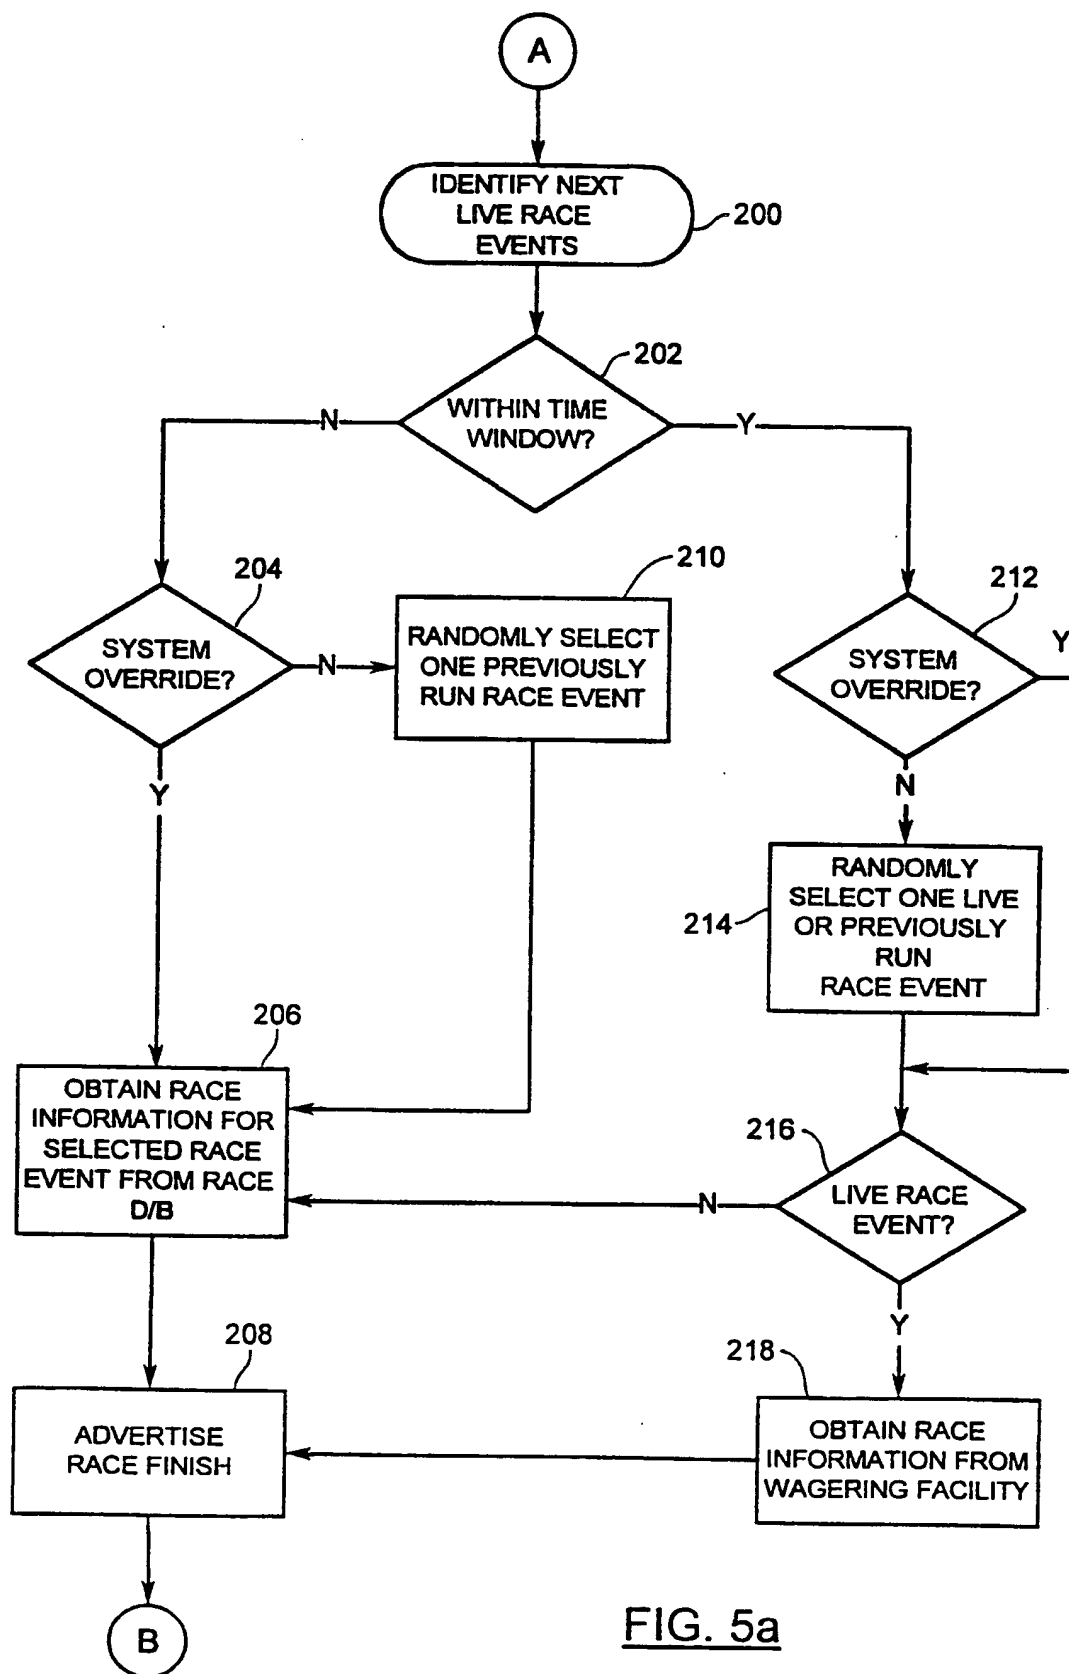 A
IDENTIFY NEXT
LIVE RACE
EVENTS
200
202
WITHIN TIME
WINDOW?
N
Y
204
SYSTEM
OVERRIDE?
N
Y
210
RANDOMLY SELECT
ONE PREVIOUSLY
RUN RACE EVENT
212
SYSTEM
OVERRIDE?
Y
N
214
RANDOMLY
SELECT ONE LIVE
OR PREVIOUSLY
RUN
RACE EVENT
206
OBTAIN RACE
INFORMATION FOR
SELECTED RACE
EVENT FROM RACE
D/B
216
LIVE RACE
EVENT?
N
Y
208
ADVERTISE
RACE FINISH
218
OBTAIN RACE
INFORMATION FROM
WAGERING FACILITY
B
FIG. 5a